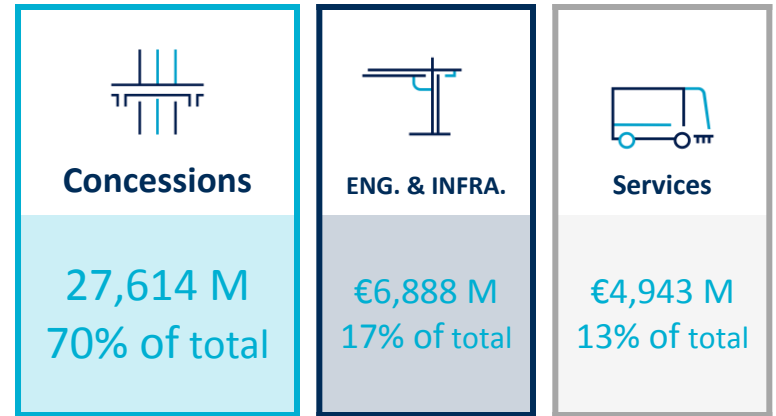 Concessions
27,614 M
70% of total
ENG. & INFRA.
€6,888 M
17% of total
Services
€4,943 M
13% of total